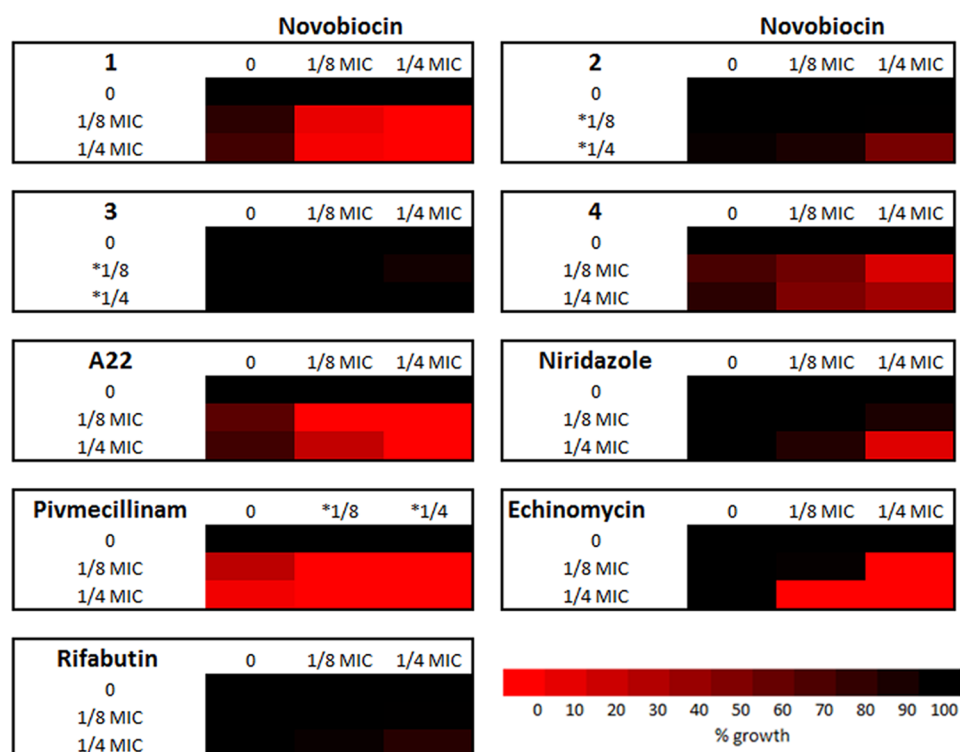 Novobiocin
1 0 1/8 MIC 1/4 MIC
0
1/8 MIC
1/4 MIC
Novobiocin
2 0 1/8 MIC 1/4 MIC
0
*1/8
*1/4
3 0 1/8 MIC 1/4 MIC
0
*1/8
*1/4
4 0 1/8 MIC 1/4 MIC
0
1/8 MIC
1/4 MIC
A22 0 1/8 MIC 1/4 MIC
0
1/8 MIC
1/4 MIC
Niridazole 0 1/8 MIC 1/4 MIC
0
1/8 MIC
1/4 MIC
Pivmecillinam 0 *1/8 *1/4
0
1/8 MIC
1/4 MIC
Echinomycin 0 1/8 MIC 1/4 MIC
0
1/8 MIC
1/4 MIC
Rifabutin 0 1/8 MIC 1/4 MIC
0
1/8 MIC
1/4 MIC
0 10 20 30 40 50 60 70 80 90 100
% growth